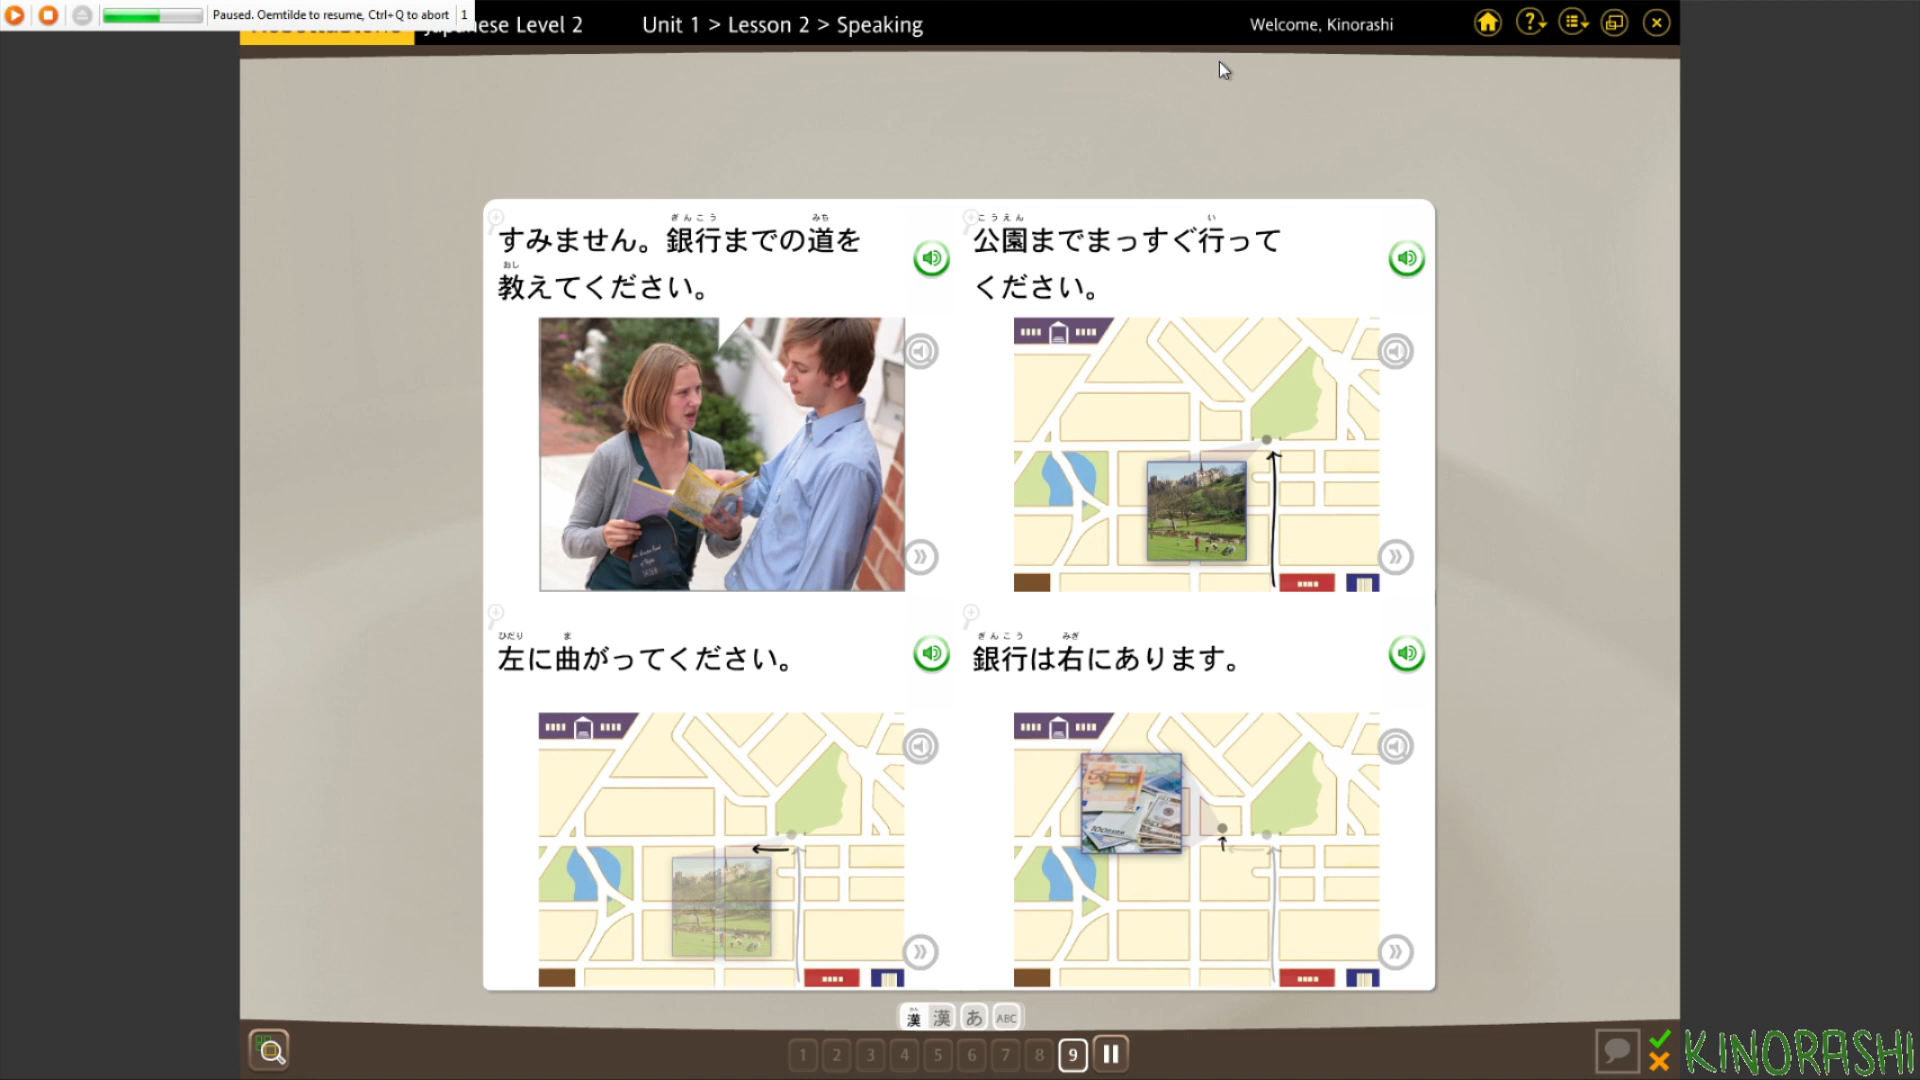 Paused. Oemtilde to resume, Ctrl+Q to abort
1
Japanese Level 2
Unit 1 > Lesson 2 > Speaking
Welcome, Kinorashi
ぎんこう みち
すみません。銀行までの道を
おし
教えてください。
こうえん い
公園までまっすぐ行って
ください。
ひだり ま
左に曲がってください。
ぎんこう みぎ
銀行は右にあります。
漢 漢 あ ABC
1 2 3 4 5 6 7 8 9
KINORASHI